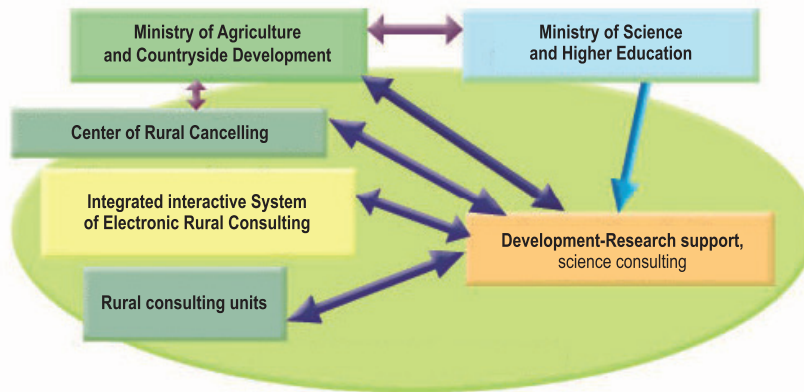 Ministry of Agriculture
and Countryside Development
Ministry of Science
and Higher Education
Center of Rural Cancelling
Integrated interactive System
of Electronic Rural Consulting
Development-Research support,
science consulting
Rural consulting units